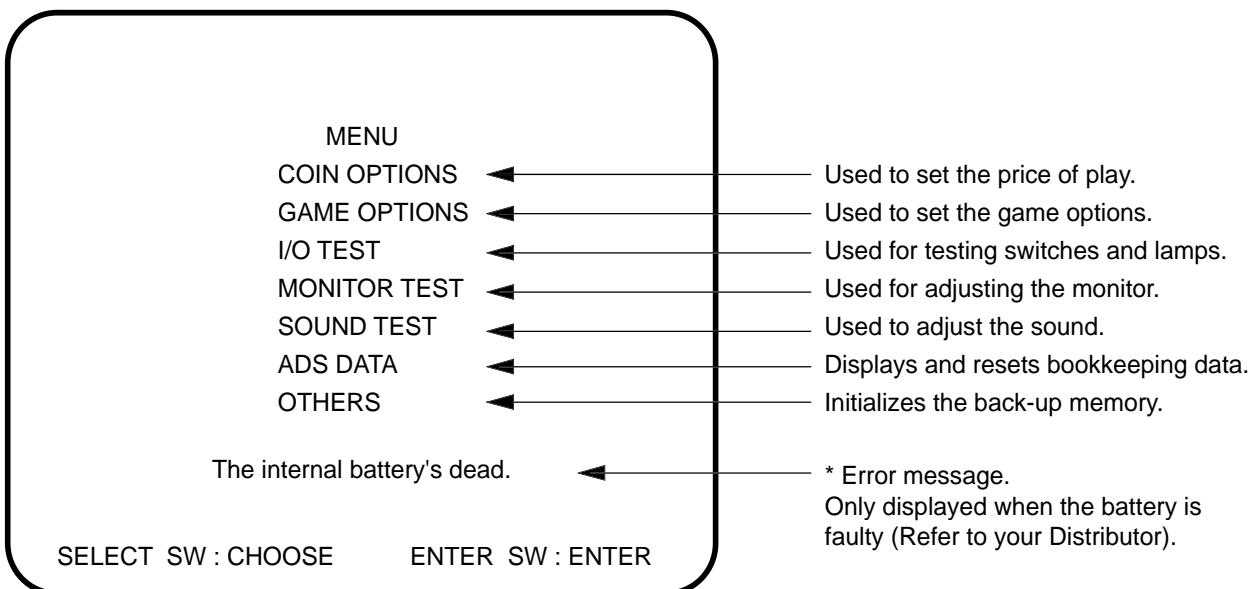 MENU
COIN OPTIONS
Used to set the price of play.
GAME OPTIONS
Used to set the game options.
I/O TEST
Used for testing switches and lamps.
MONITOR TEST
Used for adjusting the monitor.
SOUND TEST
Used to adjust the sound.
ADS DATA
Displays and resets bookkeeping data.
OTHERS
Initializes the back-up memory.
The internal battery's dead.
* Error message.
Only displayed when the battery is
faulty (Refer to your Distributor).
SELECT SW : CHOOSE
ENTER SW : ENTER